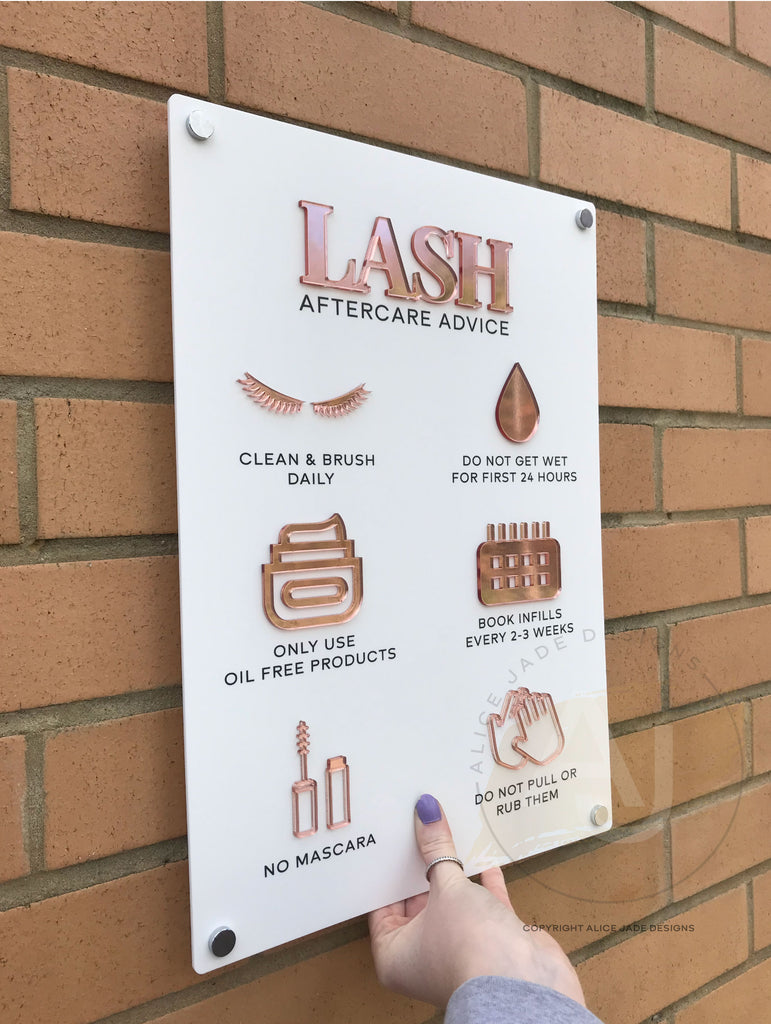 LASH
AFTERCARE ADVICE
CLEAN & BRUSH
DAILY
DO NOT GET WET
FOR FIRST 24 HOURS
ONLY USE
OIL FREE PRODUCTS
BOOK INFILLS
EVERY 2-3 WEEKS
NO MASCARA
DO NOT PULL OR
RUB THEM
ALICE JADE DESIGNS
AJ
COPYRIGHT ALICE JADE DESIGNS